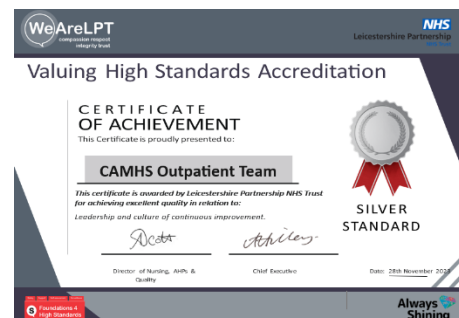 WeAreLPT
compassion respect
integrity trust
NHS
Leicestershire Partnership
NHS Trust
Valuing High Standards Accreditation
CERTIFICATE
OF ACHIEVEMENT
This Certificate is proudly presented to:
CAMHS Outpatient Team
This certificate is awarded by Leicestershire Partnership NHS Trust
for achieving excellent quality in relation to:
Leadership and culture of continuous improvement.
SILVER
STANDARD
Director of Nursing, AHPs &
Quality
Chief Executive
Date: 28th November
Foundations 4
High Standards
Always
Shining